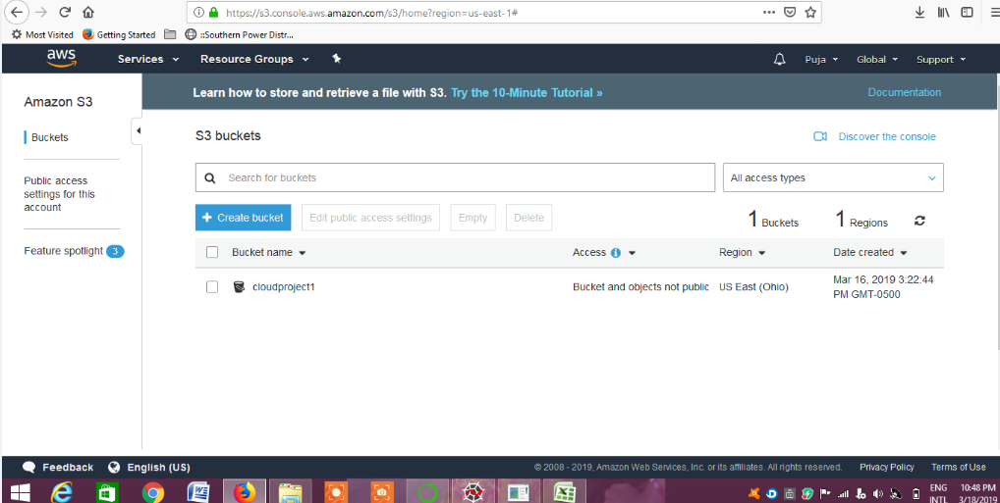 https://s3.console.aws.amazon.com/s3/home?region=us-east-1#
Most Visited Getting Started ::Southern Power Distr...
aws Services Resource Groups Puja Global Support
Amazon S3
Buckets
Public access
settings for this
account
Feature spotlight 3
Learn how to store and retrieve a file with S3. Try the 10-Minute Tutorial » Documentation
S3 buckets Discover the console
Search for buckets All access types
+ Create bucket Edit public access settings Empty Delete 1 Buckets 1 Regions
Bucket name Access Region Date created
cloudproject1 Bucket and objects not public US East (Ohio) Mar 16, 2019 3:22:44
PM GMT-0500
Feedback English (US) © 2008 - 2019, Amazon Web Services, Inc. or its affiliates. All rights reserved. Privacy Policy Terms of Use
ENG 10:48 PM
INTL 3/18/2019